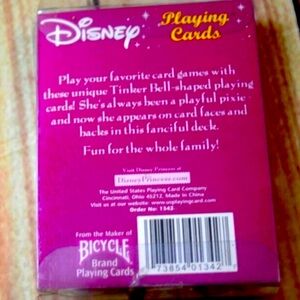 Disney
Playing
Cards
Play your favorite card games with
these unique Tinker Bell-shaped playing
cards! She's always been a playful pixie
and now she appears on card faces and
backs in this fanciful deck.
Fun for the whole family!
Visit Disney Princess at
DisneyPrincess.com
The United States Playing Card Company
Cincinnati, Ohio 45212, Made in China
Visit us at our website: www.usplayingcard.com
Order No: 1342
From the Maker of
BICYCLE
Brand
Playing Cards
73854 01342